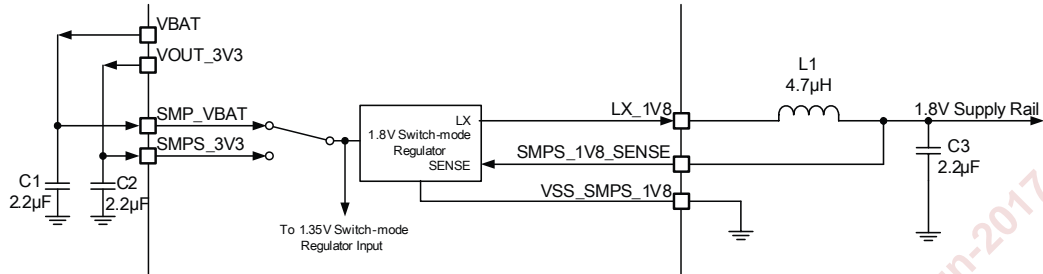 VBAT
VOUT_3V3
L1
4.7µH
SMP_VBAT
LX
LX_1V8
1.8V Supply Rail
1.8V Switch-mode
Regulator
SMPS_3V3
SENSE
SMPS_1V8_SENSE
C1
2.2µF
C2
2.2µF
VSS_SMPS_1V8
C3
2.2µF
To 1.35V Switch-mode
Regulator Input
n-2017